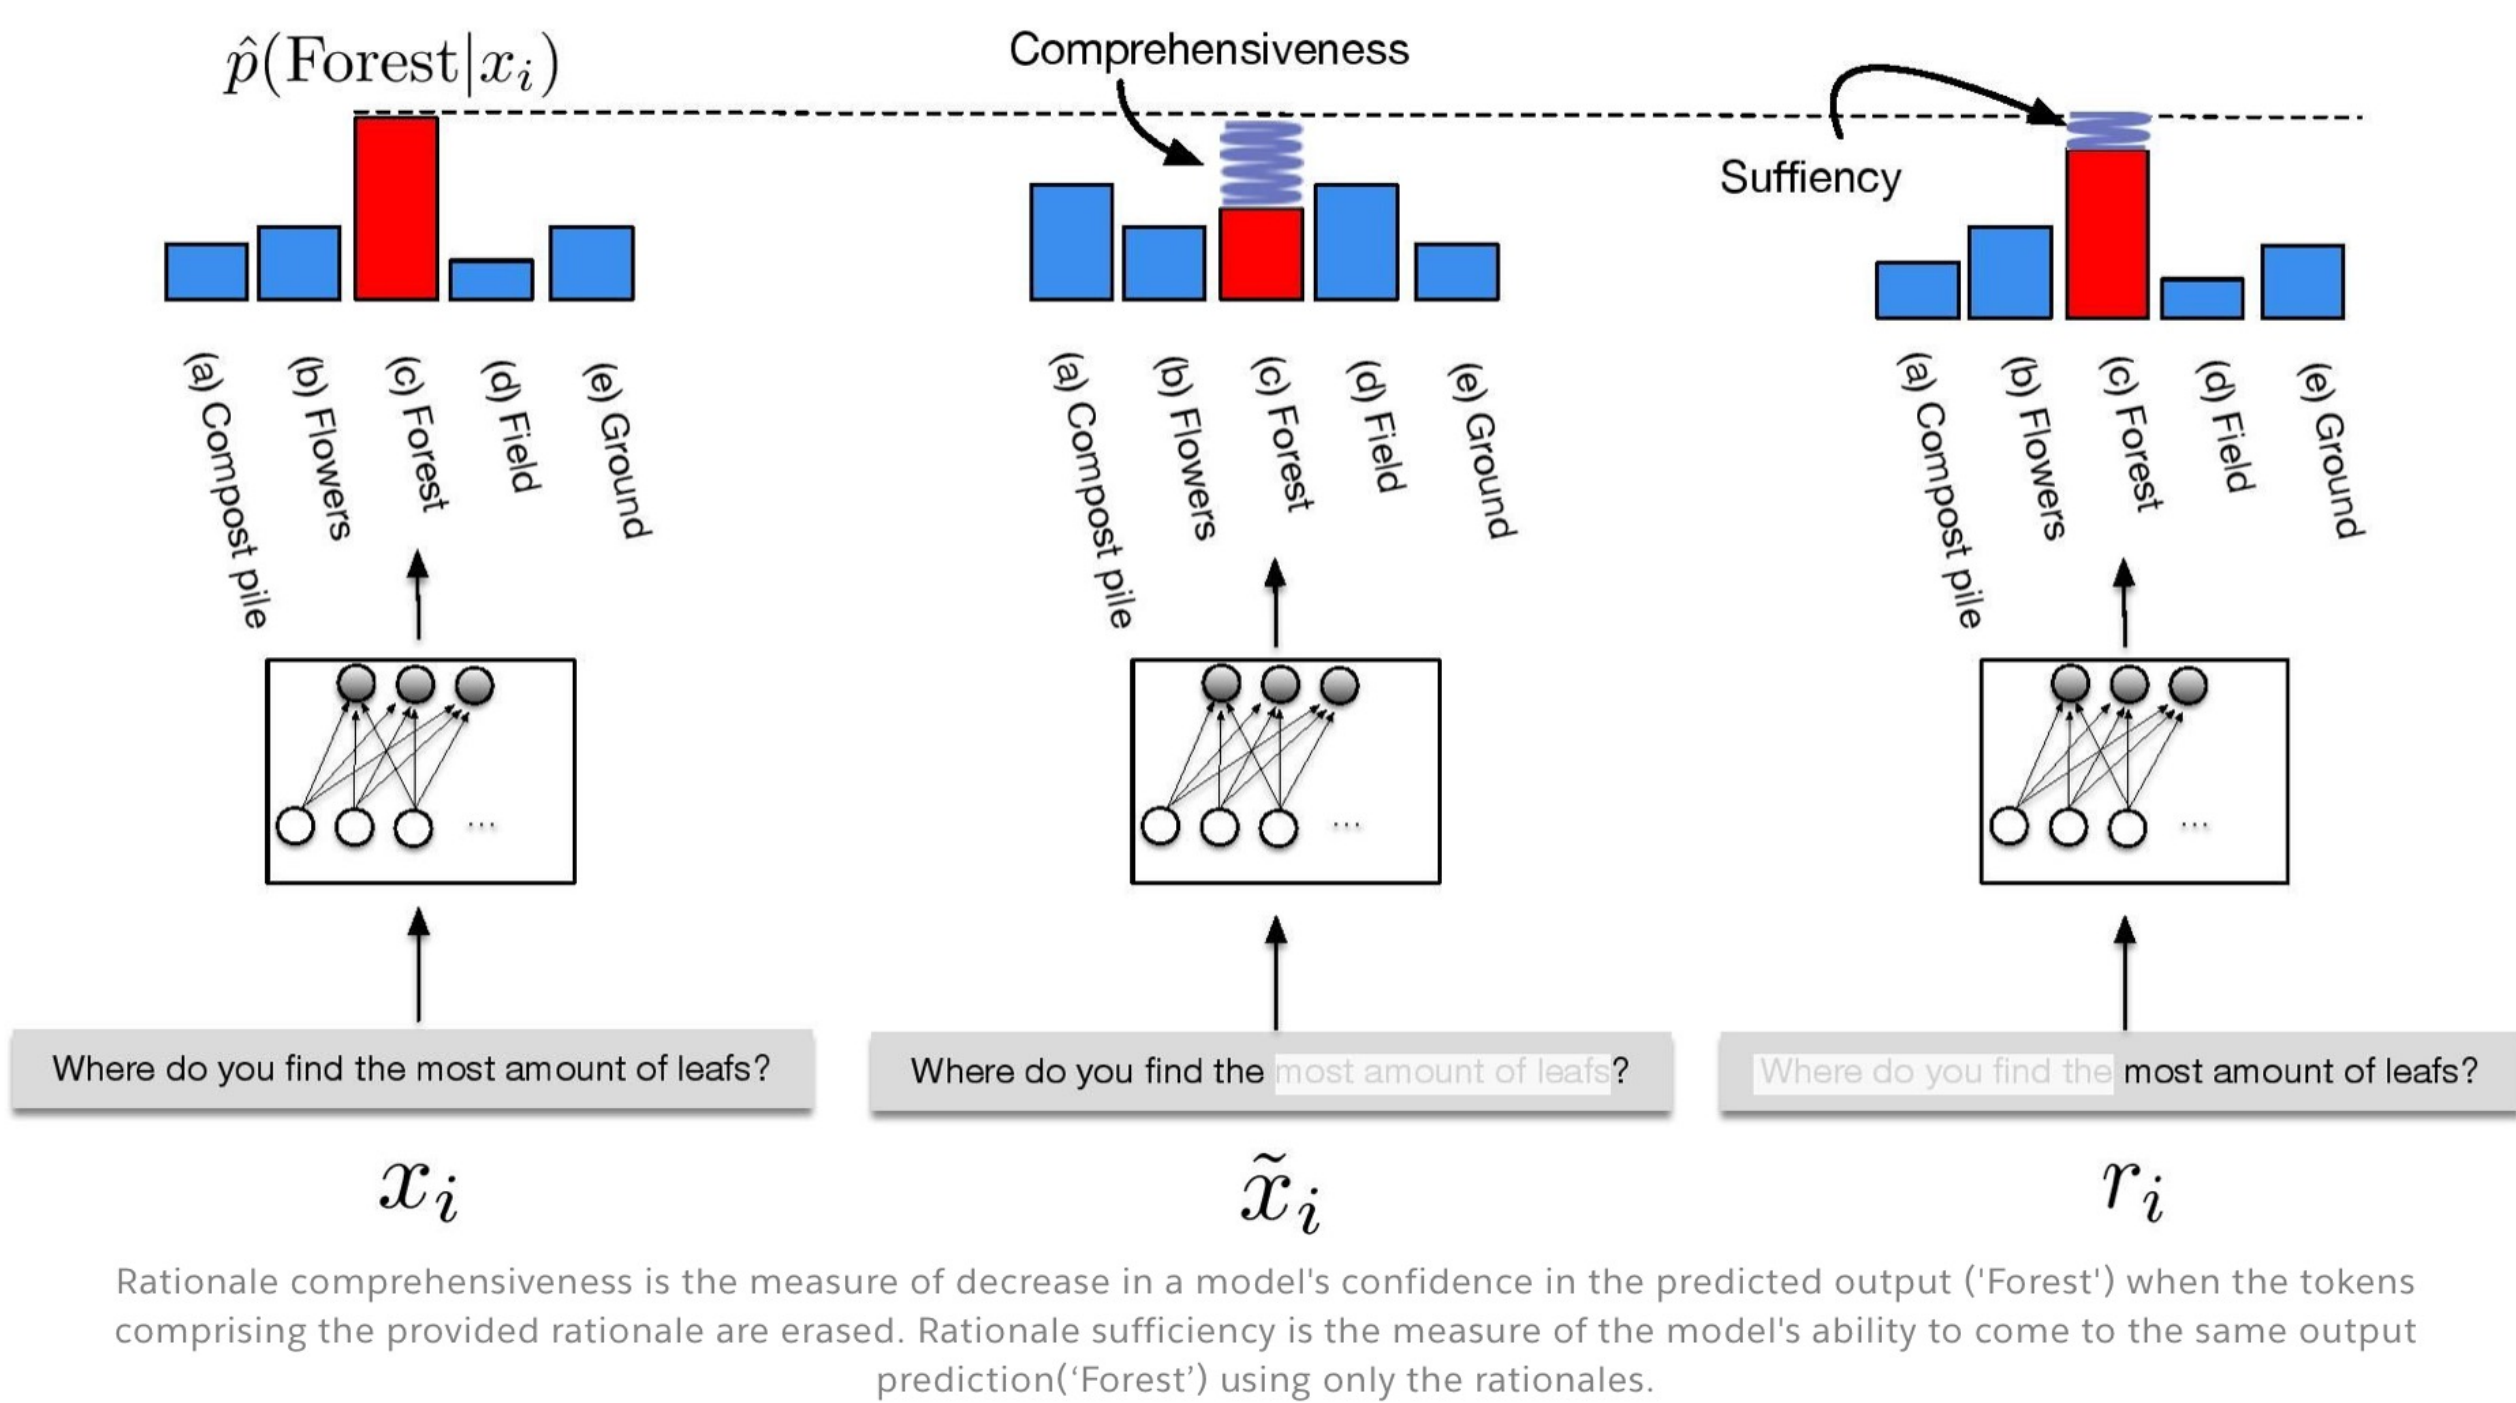 p̂(Forest|xᵢ)
Comprehensiveness
Suffiency
(a) Compost pile
(b) Flowers
(c) Forest
(d) Field
(e) Ground
(a) Compost pile
(b) Flowers
(c) Forest
(d) Field
(e) Ground
(a) Compost pile
(b) Flowers
(c) Forest
(d) Field
(e) Ground
...
...
...
Where do you find the most amount of leafs?
Where do you find the most amount of leafs?
Where do you find the most amount of leafs?
xᵢ
x̃ᵢ
rᵢ
Rationale comprehensiveness is the measure of decrease in a model's confidence in the predicted output ('Forest') when the tokens
comprising the provided rationale are erased. Rationale sufficiency is the measure of the model's ability to come to the same output
prediction(‘Forest’) using only the rationales.